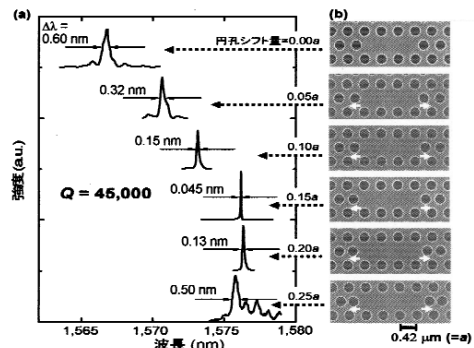 (a)
(b)
Δλ =
0.60 nm
円孔シフト量=0.00a
0.32 nm
0.05a
0.15 nm
0.10a
Q = 45,000
0.045 nm
0.15a
0.13 nm
0.20a
0.50 nm
0.25a
強度(a.u.)
1,565
1,570
1,575
1,580
波長 (nm)
0.42 μm (=a)